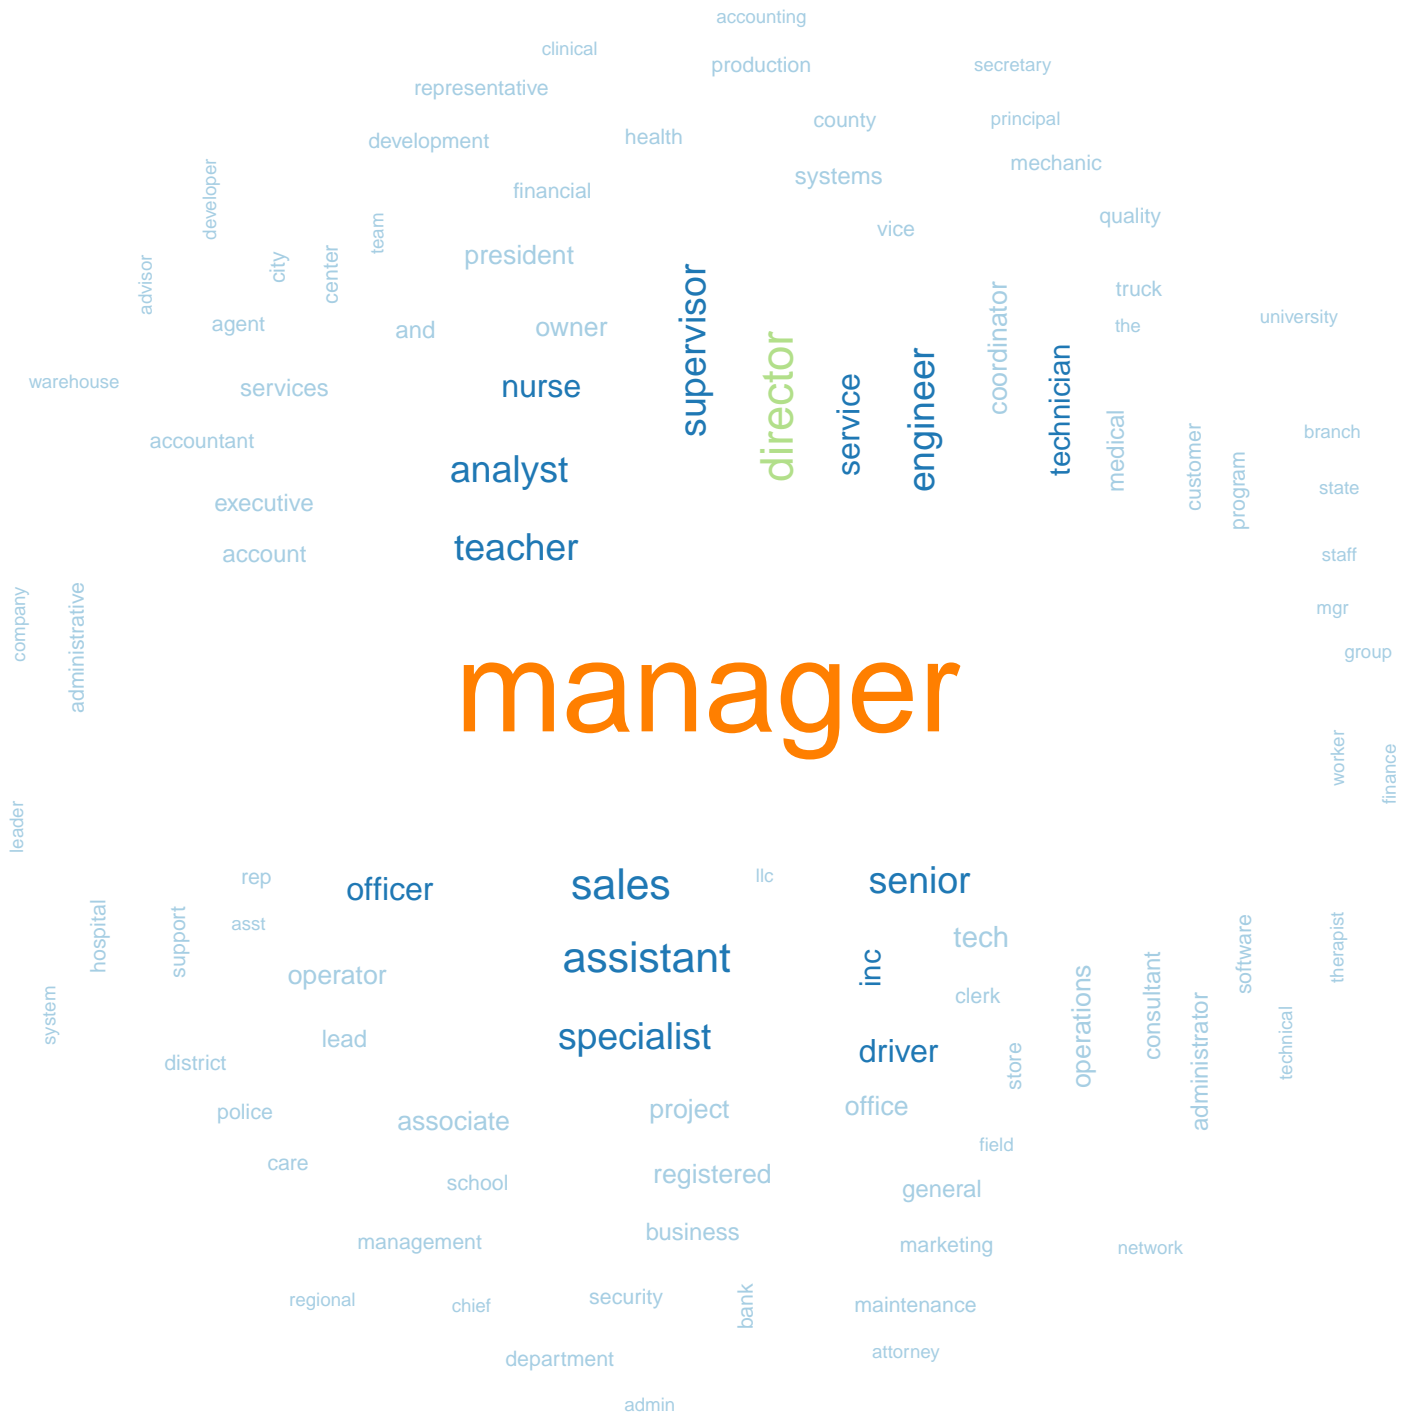 accounting
clinical
production
secretary
representative
county
principal
development
health
mechanic
systems
developer
financial
quality
team
vice
president
city
center
advisor
supervisor
truck
coordinator
agent
and
owner
the
university
director
engineer
technician
warehouse
services
nurse
service
medical
customer
branch
accountant
analyst
program
state
executive
teacher
account
staff
company
administrative
mgr
group
manager
worker
finance
leader
rep
officer
sales
llc
senior
asst
hospital
support
tech
software
therapist
assistant
inc
operator
clerk
consultant
system
operations
lead
specialist
driver
store
administrator
technical
district
police
associate
project
office
field
care
school
registered
general
management
business
marketing
network
regional
chief
security
bank
maintenance
department
attorney
admin